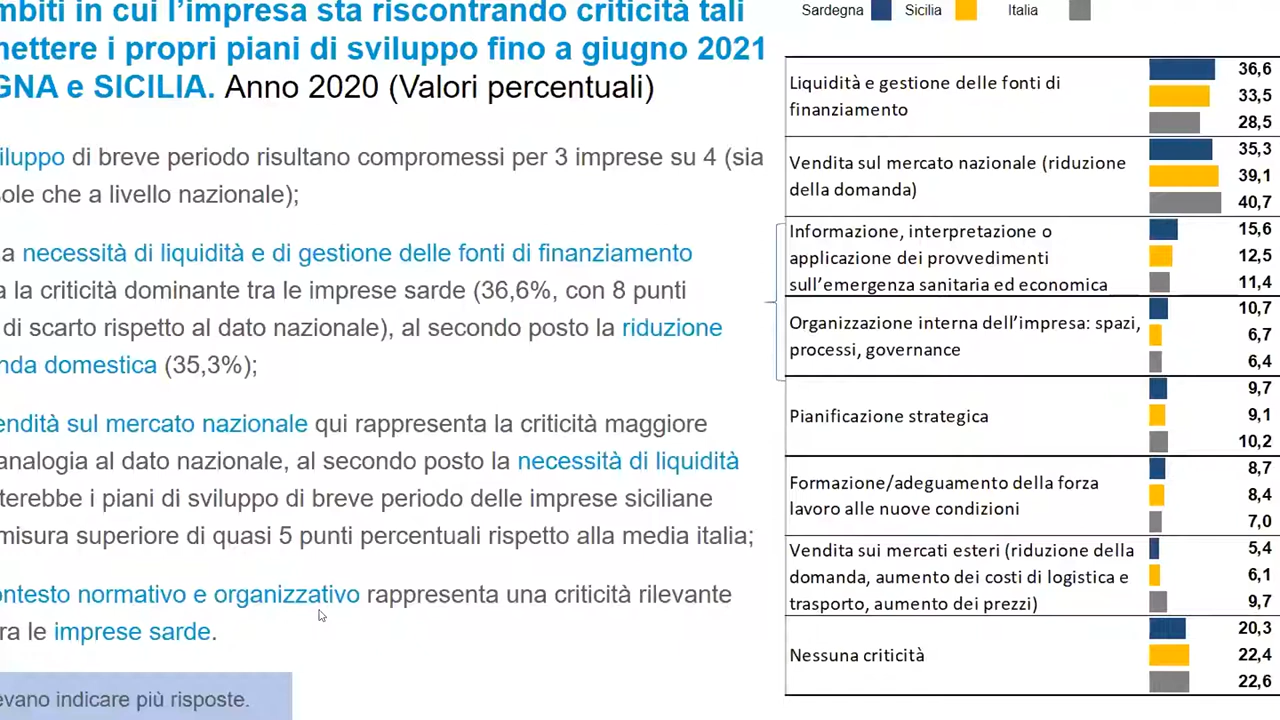 mbiti in cui l’impresa sta riscontrando criticità tali
mettere i propri piani di sviluppo fino a giugno 2021
GNA e SICILIA. Anno 2020 (Valori percentuali)
iluppo di breve periodo risultano compromessi per 3 imprese su 4 (sia
sole che a livello nazionale);
a necessità di liquidità e di gestione delle fonti di finanziamento
a la criticità dominante tra le imprese sarde (36,6%, con 8 punti
di scarto rispetto al dato nazionale), al secondo posto la riduzione
nda domestica (35,3%);
endità sul mercato nazionale qui rappresenta la criticità maggiore
analogia al dato nazionale, al secondo posto la necessità di liquidità
terebbe i piani di sviluppo di breve periodo delle imprese siciliane
misura superiore di quasi 5 punti percentuali rispetto alla media italia;
ontesto normativo e organizzativo rappresenta una criticità rilevante
ra le imprese sarde.
evano indicare più risposte.
Sardegna Sicilia Italia
Liquidità e gestione delle fonti di
finanziamento
36,6
33,5
28,5
Vendita sul mercato nazionale (riduzione
della domanda)
35,3
39,1
40,7
Informazione, interpretazione o
applicazione dei provvedimenti
sull’emergenza sanitaria ed economica
15,6
12,5
11,4
Organizzazione interna dell’impresa: spazi,
processi, governance
10,7
6,7
6,4
Pianificazione strategica
9,7
9,1
10,2
Formazione/adeguamento della forza
lavoro alle nuove condizioni
8,7
8,4
7,0
Vendita sui mercati esteri (riduzione della
domanda, aumento dei costi di logistica e
trasporto, aumento dei prezzi)
5,4
6,1
9,7
Nessuna criticità
20,3
22,4
22,6